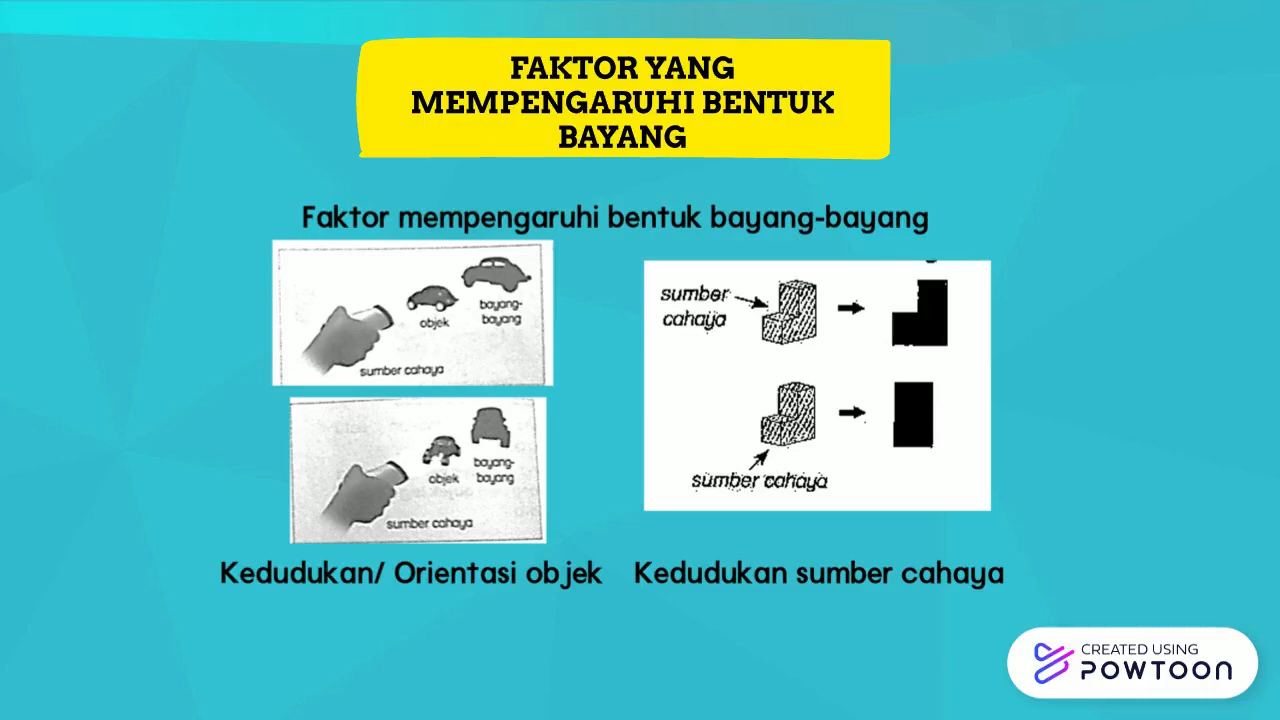 FAKTOR YANG
MEMPENGARUHI BENTUK
BAYANG
Faktor mempengaruhi bentuk bayang-bayang
objek
bayang-
bayang
sumber cahaya
objek
bayang-
bayang
sumber cahaya
sumber
cahaya
sumber cahaya
Kedudukan/ Orientasi objek
Kedudukan sumber cahaya
CREATED USING
POWTOON